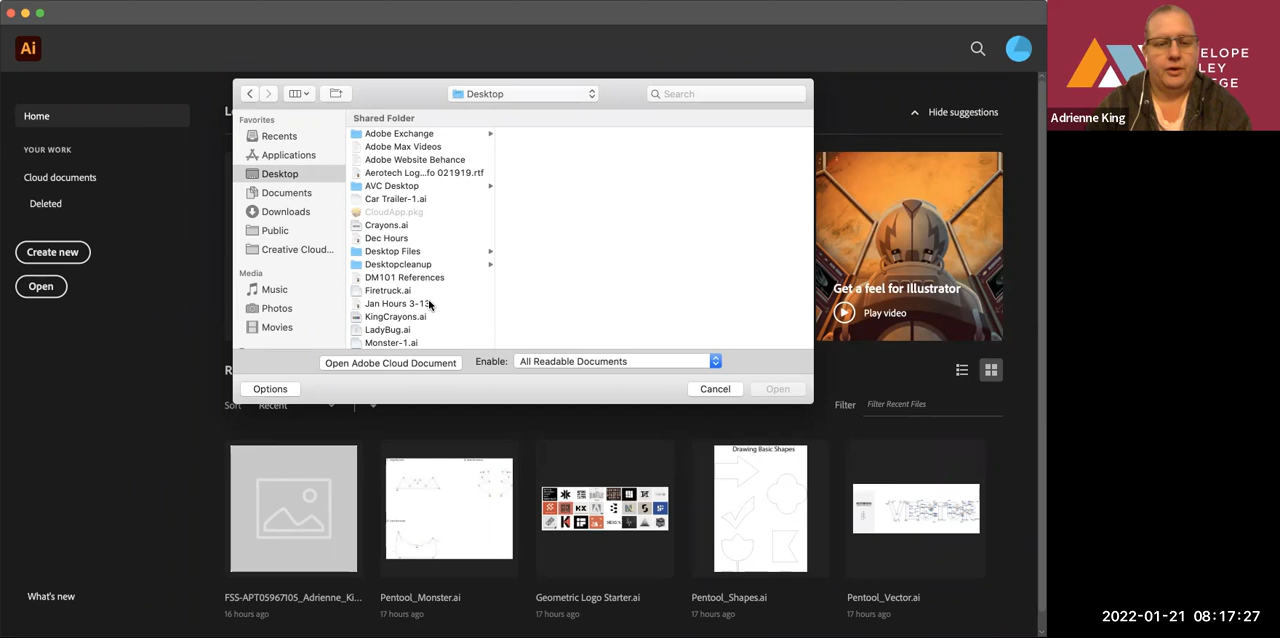 Ai
ELOPE
LEY
GE
Adrienne King
Home
YOUR WORK
Cloud documents
Deleted
Create new
Open
What's new
Hide suggestions
Desktop
Search
Favorites
Recents
Applications
Desktop
Documents
Downloads
Public
Creative Cloud...
Media
Music
Photos
Movies
Shared Folder
Adobe Exchange
Adobe Max Videos
Adobe Website Behance
Aerotech Log...fo 021919.rtf
AVC Desktop
Car Trailer-1.ai
CloudApp.pkg
Crayons.ai
Dec Hours
Desktop Files
Desktopcleanup
DM101 References
Firetruck.ai
Jan Hours 3-13
KingCrayons.ai
LadyBug.ai
Monster-1.ai
Open Adobe Cloud Document
Enable:
All Readable Documents
Options
Cancel
Open
Get a feel for Illustrator
Play video
Sort
Recent
Filter
Filter Recent Files
Drawing Basic Shapes
FSS-APT05967105_Adrienne_Ki...
16 hours ago
Pentool_Monster.ai
17 hours ago
Geometric Logo Starter.ai
17 hours ago
Pentool_Shapes.ai
17 hours ago
Pentool_Vector.ai
17 hours ago
2022-01-21 08:17:27